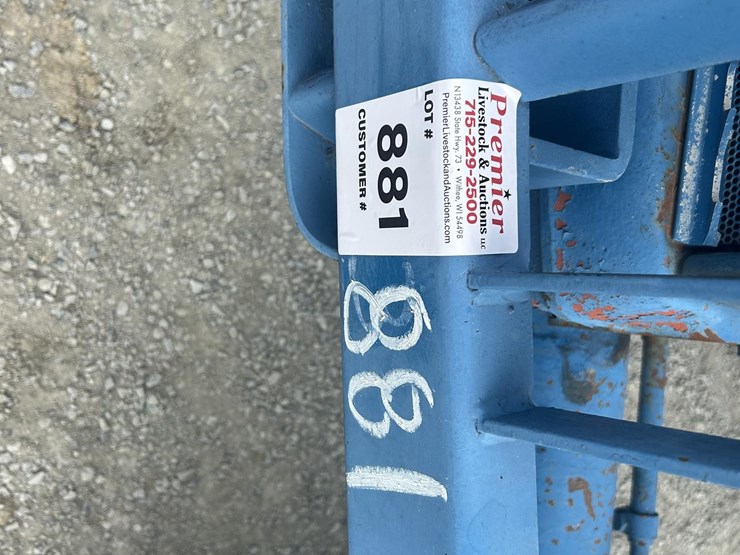 Premier
Livestock & Auctions LLC
715-229-2500
N13438 State Hwy. 73 • Withee, WI 54498
PremierLivestockandAuctions.com
LOT #
881
CUSTOMER #
881